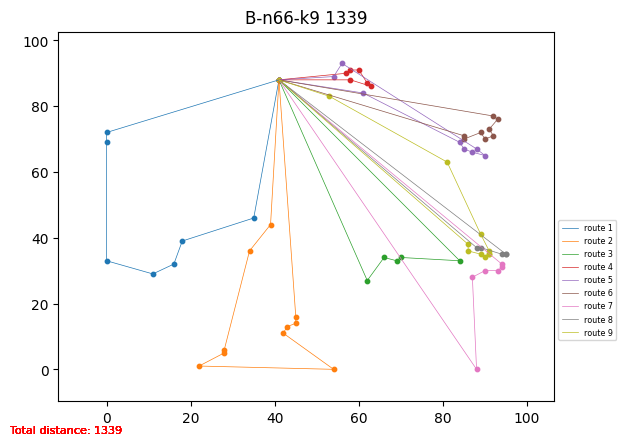 B-n66-k9 1339
100
80
60
40
20
0
0 20 40 60 80 100
route 1
route 2
route 3
route 4
route 5
route 6
route 7
route 8
route 9
Total distance: 1339